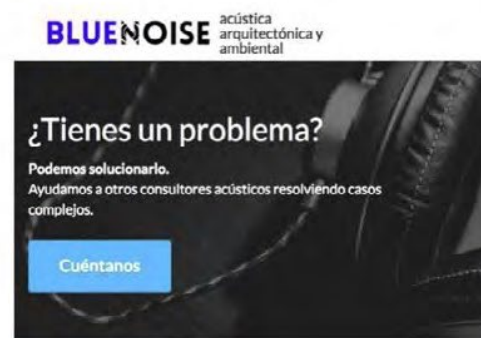 BLUENOISE
acústica
arquitectónica y
ambiental
¿Tienes un problema?
Podemos solucionarlo.
Ayudamos a otros consultores acústicos resolviendo casos
complejos.
Cuéntanos